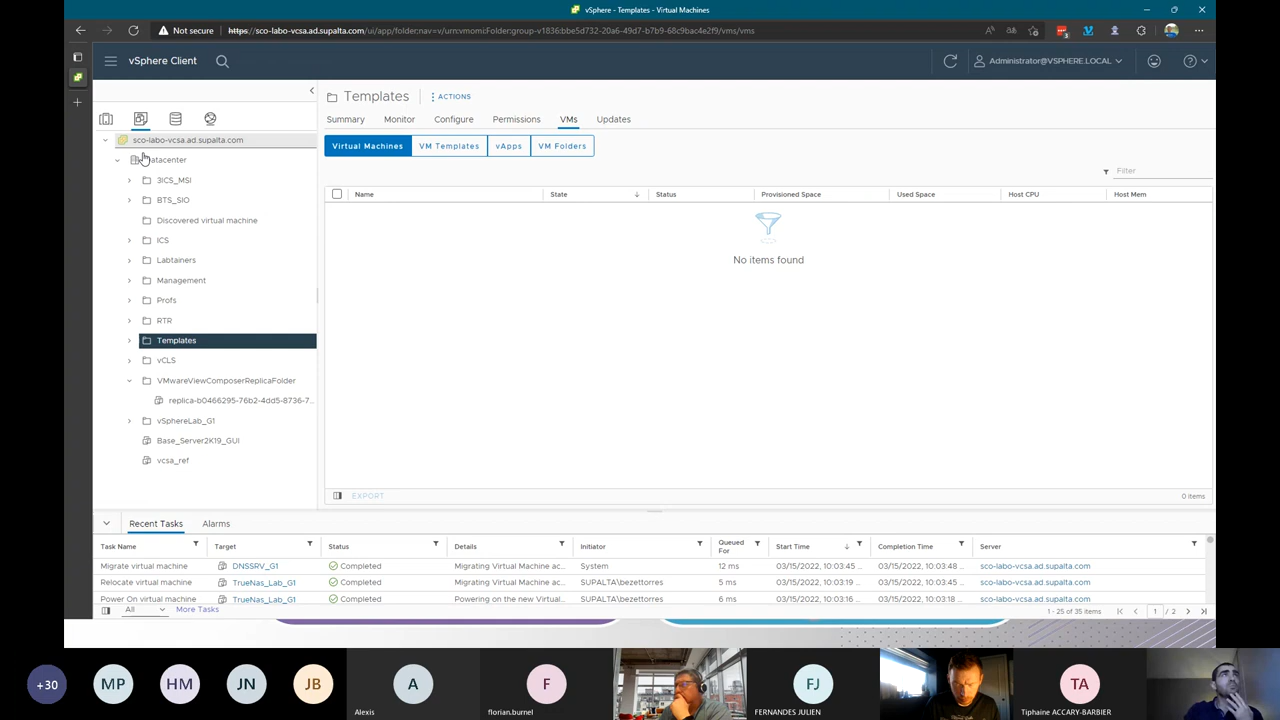 vSphere - Templates - Virtual Machines
Not secure
https://sco-labo-vcsa.ad.supalta.com/ui/app/folder;nav=v/urn:vmomi:Folder:group-v1836:bbe5d732-20a6-49d7-b7b9-68c9bac4e2f9/vms/vms
vSphere Client
Administrator@VSPHERE.LOCAL
Templates
ACTIONS
Summary Monitor Configure Permissions VMs Updates
Virtual Machines VM Templates vApps VM Folders
Filter
Name State Status Provisioned Space Used Space Host CPU Host Mem
No items found
EXPORT
0 items
sco-labo-vcsa.ad.supalta.com
Datacenter
3ICS_MSI
BTS_SIO
Discovered virtual machine
ICS
Labtainers
Management
Profs
RTR
Templates
vCLS
VMwareViewComposerReplicaFolder
replica-b0466295-76b2-4dd5-8736-7...
vSphereLab_G1
Base_Server2K19_GUI
vcsa_ref
Recent Tasks Alarms
Task Name Target Status Details Initiator Queued For Start Time Completion Time Server
Migrate virtual machine DNSSRV_G1 Completed Migrating Virtual Machine ac... System 12 ms 03/15/2022, 10:03:45 03/15/2022, 10:03:48 sco-labo-vcsa.ad.supalta.com
Relocate virtual machine TrueNas_Lab_G1 Completed Migrating Virtual Machine ac... SUPALTA\bezettorres 5 ms 03/15/2022, 10:03:19 03/15/2022, 10:03:45 sco-labo-vcsa.ad.supalta.com
Power On virtual machine TrueNas_Lab_G1 Completed Powering on the new Virtual SUPALTA\bezettorres 6 ms 03/15/2022, 10:03:16 03/15/2022, 10:03:18 sco-labo-vcsa.ad.supalta.com
All More Tasks
1 - 25 of 35 items
1 / 2
+30 MP HM JN JB A F FJ TA
Alexis florian.burnel FERNANDES JULIEN Tiphaine ACCARY-BARBIER